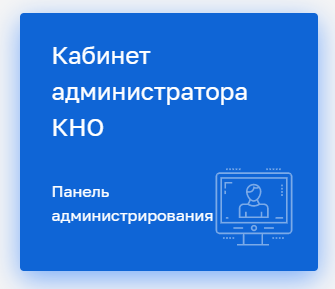 Кабинет
администратора
КНО
Панель
администрирования